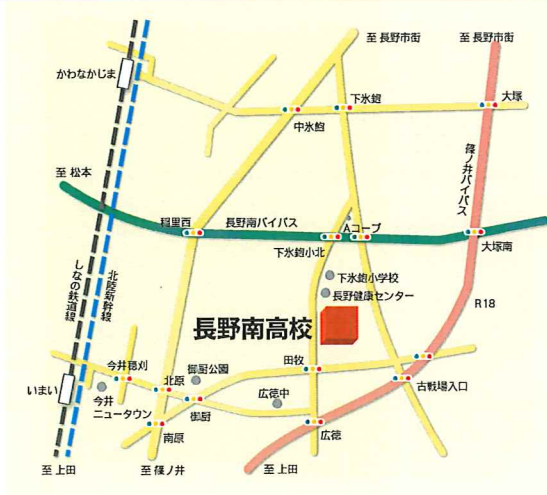 至 長野市街
至 長野市街
かわなかじま
下氷鉋
大塚
中氷鉋
篠ノ井バイパス
至 松本
稲里西
長野南バイパス
Aコープ
下氷鉋小北
大塚南
しなの鉄道線
北陸新幹線
下氷鉋小学校
長野健康センター
R18
長野南高校
今井穂刈
御厨公園
田牧
北原
いまい
今井
ニュータウン
広徳中
古戦場入口
御厨
南原
広徳
至 上田
至 篠ノ井
至 上田